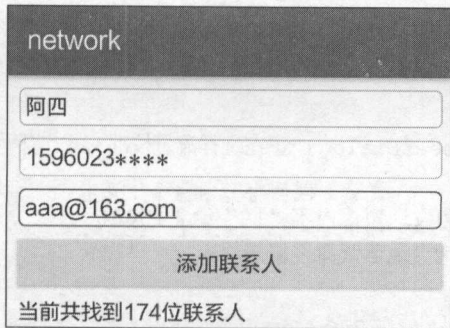 network
阿四
1596023****
aaa@163.com
添加联系人
当前共找到174位联系人